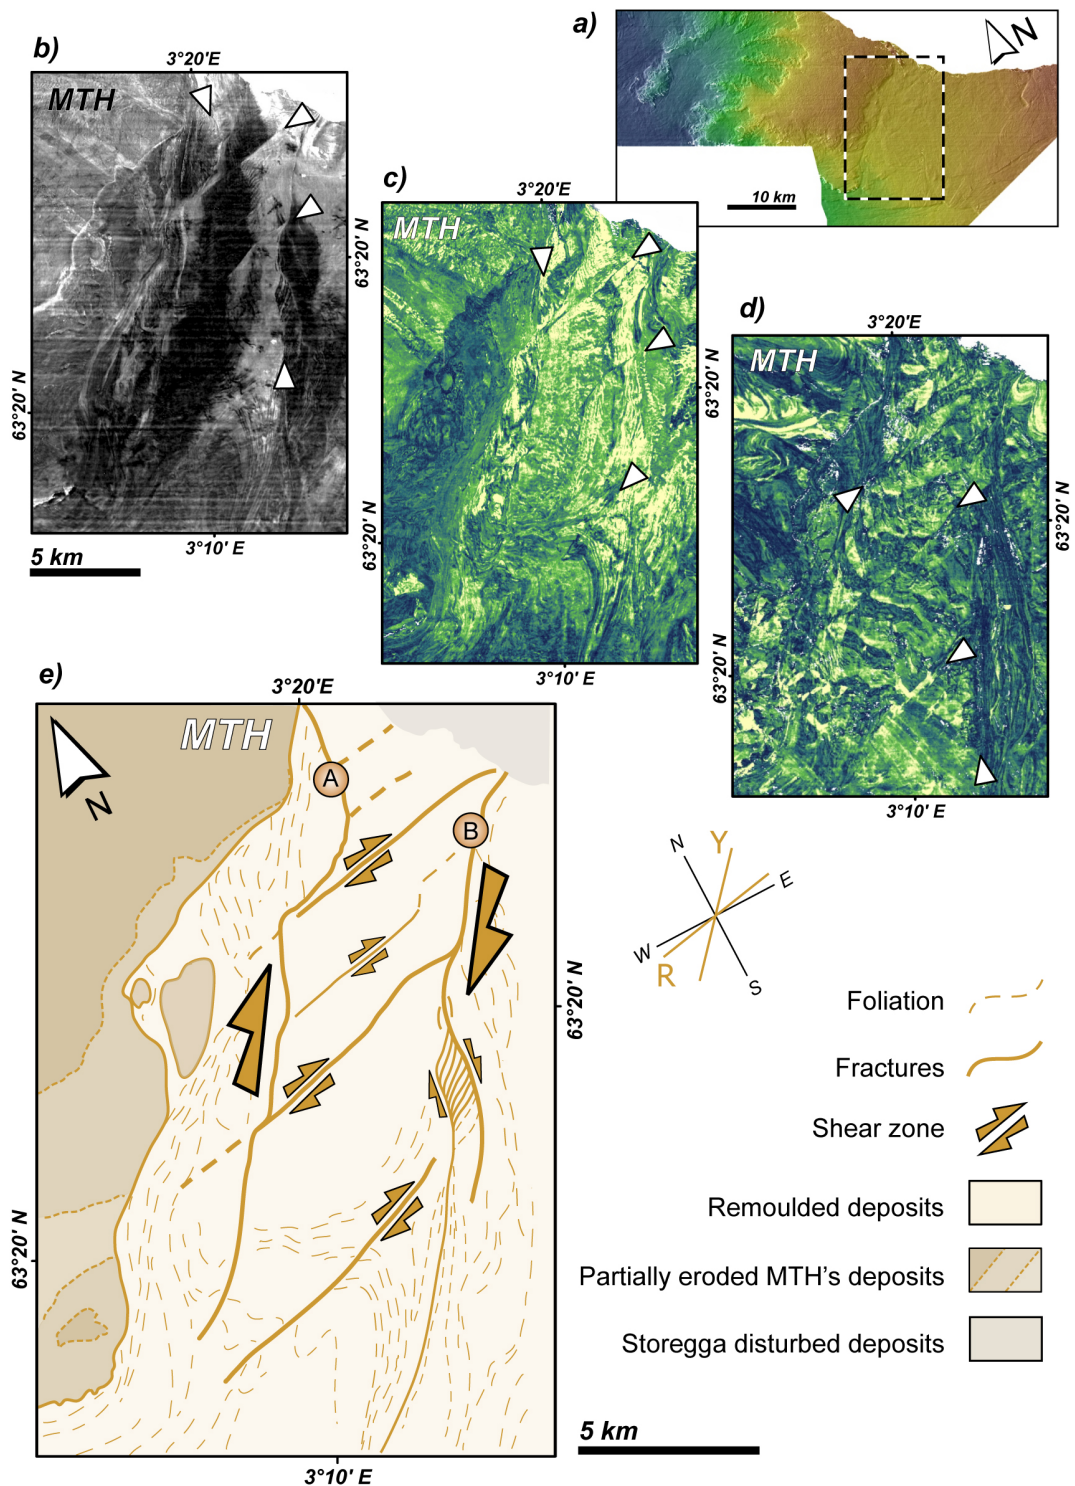 a)
N
10 km
b)
3°20'E
MTH
63°20' N
63°20' N
3°10' E
5 km
c)
3°20'E
MTH
63°20' N
63°20' N
3°10' E
d)
3°20'E
MTH
63°20' N
63°20' N
3°10' E
e)
3°20'E
MTH
N
A
B
63°20' N
63°20' N
3°10' E
N
Y
E
W
R
S
Foliation
Fractures
Shear zone
Remoulded deposits
Partially eroded MTH's deposits
Storegga disturbed deposits
5 km